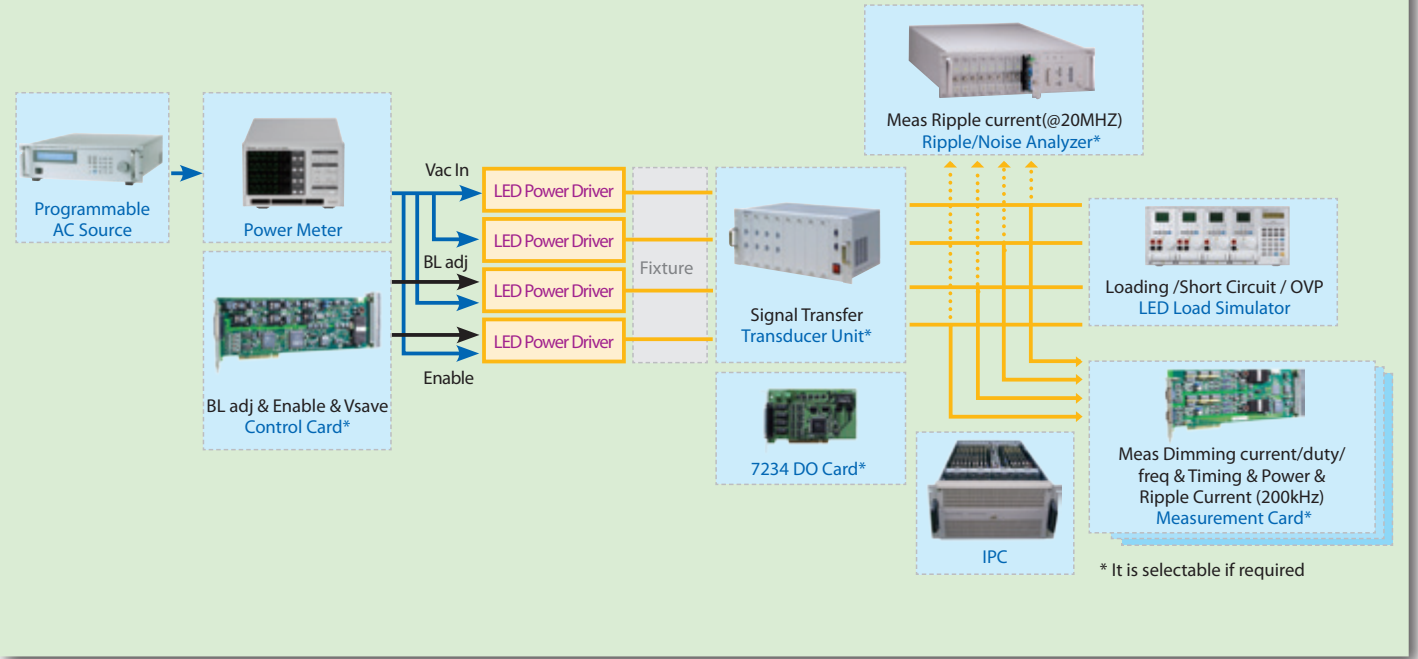 Meas Ripple current(@20MHZ)
Ripple/Noise Analyzer*
Programmable
AC Source
Power Meter
Vac In
LED Power Driver
LED Power Driver
BL adj
LED Power Driver
LED Power Driver
Enable
Fixture
BL adj & Enable & Vsave
Control Card*
Signal Transfer
Transducer Unit*
7234 DO Card*
Loading /Short Circuit / OVP
LED Load Simulator
IPC
Meas Dimming current/duty/
freq & Timing & Power &
Ripple Current (200kHz)
Measurement Card*
* It is selectable if required